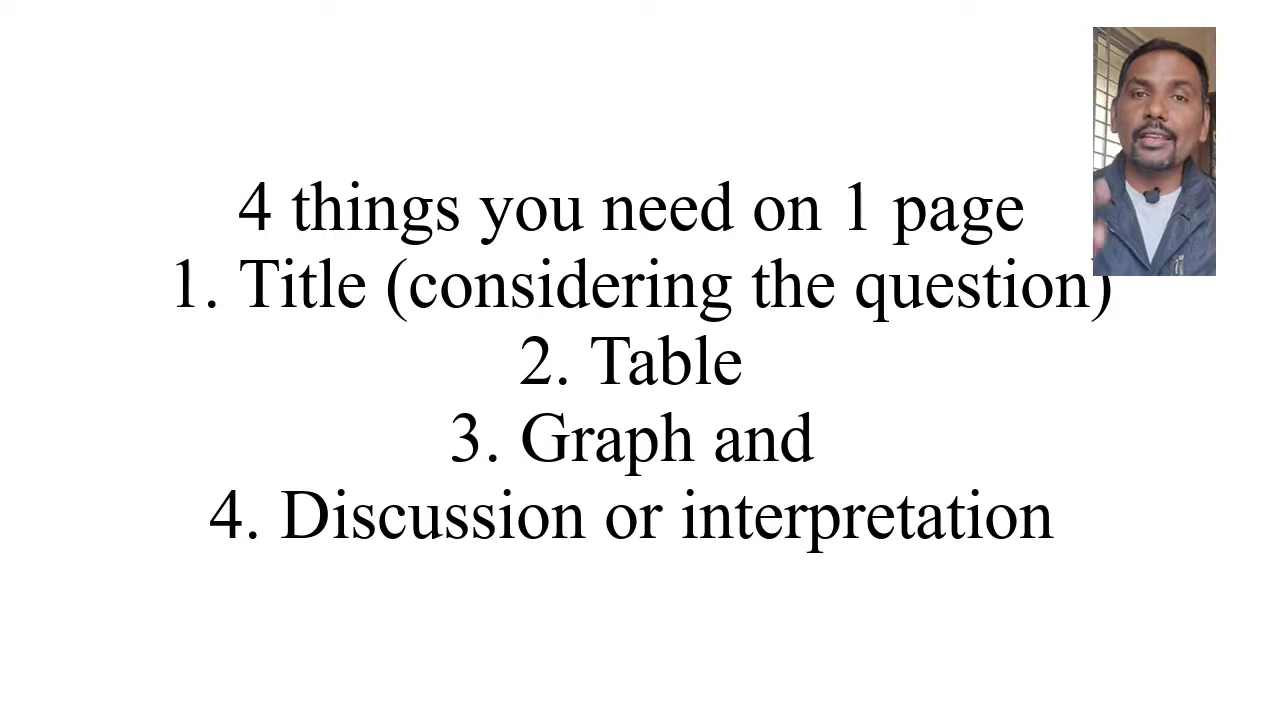 4 things you need on 1 page
1. Title (considering the question)
2. Table
3. Graph and
4. Discussion or interpretation